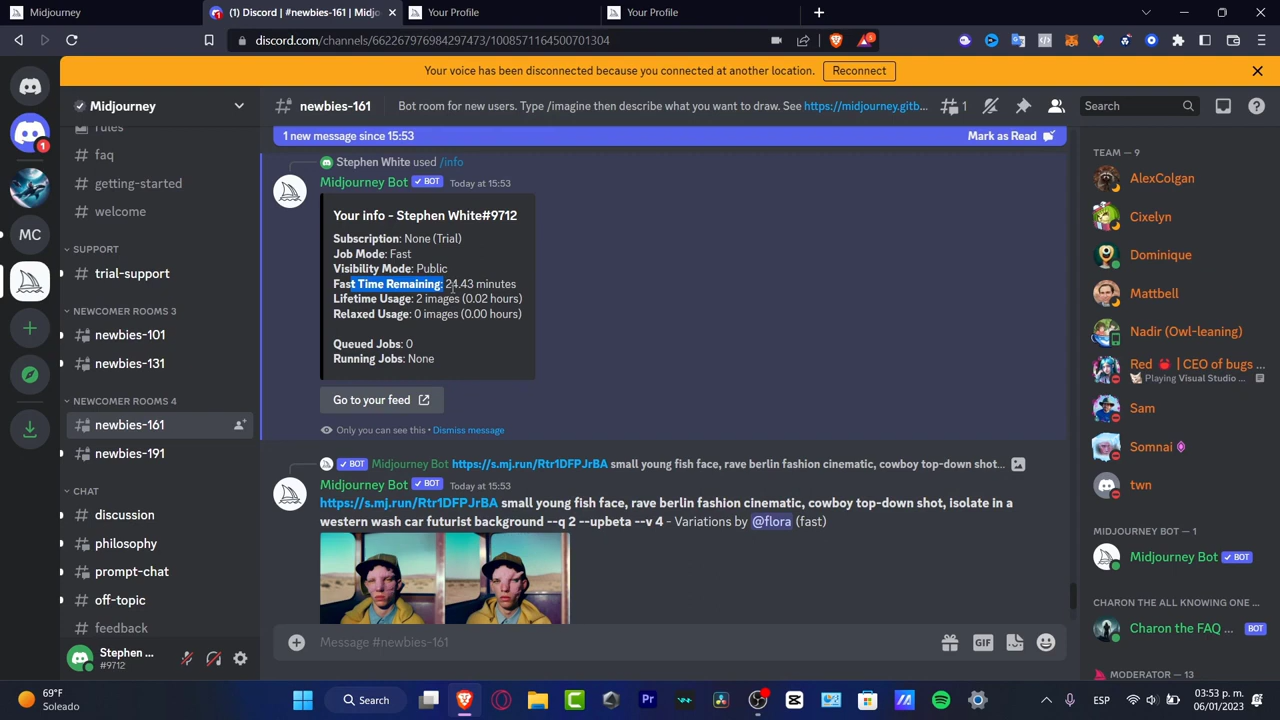 Midjourney
(1) Discord | #newbies-161 | Midjo
Your Profile
Your Profile
discord.com/channels/662267976984297473/1008571164500701304
Your voice has been disconnected because you connected at another location.
Reconnect
Midjourney
rules
faq
getting-started
welcome
SUPPORT
trial-support
NEWCOMER ROOMS 3
newbies-101
newbies-131
NEWCOMER ROOMS 4
newbies-161
newbies-191
CHAT
discussion
philosophy
prompt-chat
off-topic
feedback
Stephen ...
#9712
MC
newbies-161
Bot room for new users. Type /imagine then describe what you want to draw. See https://midjourney.gitb...
1
Search
1 new message since 15:53
Mark as Read
Stephen White used /info
Midjourney Bot BOT Today at 15:53
Your info - Stephen White#9712
Subscription: None (Trial)
Job Mode: Fast
Visibility Mode: Public
Fast Time Remaining: 24.43 minutes
Lifetime Usage: 2 images (0.02 hours)
Relaxed Usage: 0 images (0.00 hours)
Queued Jobs: 0
Running Jobs: None
Go to your feed
Only you can see this • Dismiss message
BOT Midjourney Bot https://s.mj.run/Rtr1DFPJrBA small young fish face, rave berlin fashion cinematic, cowboy top-down shot...
Midjourney Bot BOT Today at 15:53
https://s.mj.run/Rtr1DFPJrBA small young fish face, rave berlin fashion cinematic, cowboy top-down shot, isolate in a
western wash car futurist background --q 2 --upbeta --v 4 - Variations by @flora (fast)
Message #newbies-161
GIF
TEAM — 9
AlexColgan
Cixelyn
Dominique
Mattbell
Nadir (Owl-leaning)
Red | CEO of bugs ...
Playing Visual Studio ...
Sam
Somnai
twn
MIDJOURNEY BOT — 1
Midjourney Bot BOT
CHARON THE ALL KNOWING ONE ...
Charon the FAQ ... BOT
MODERATOR — 13
69°F
Soleado
Search
Pr
ESP
03:53 p. m.
06/01/2023